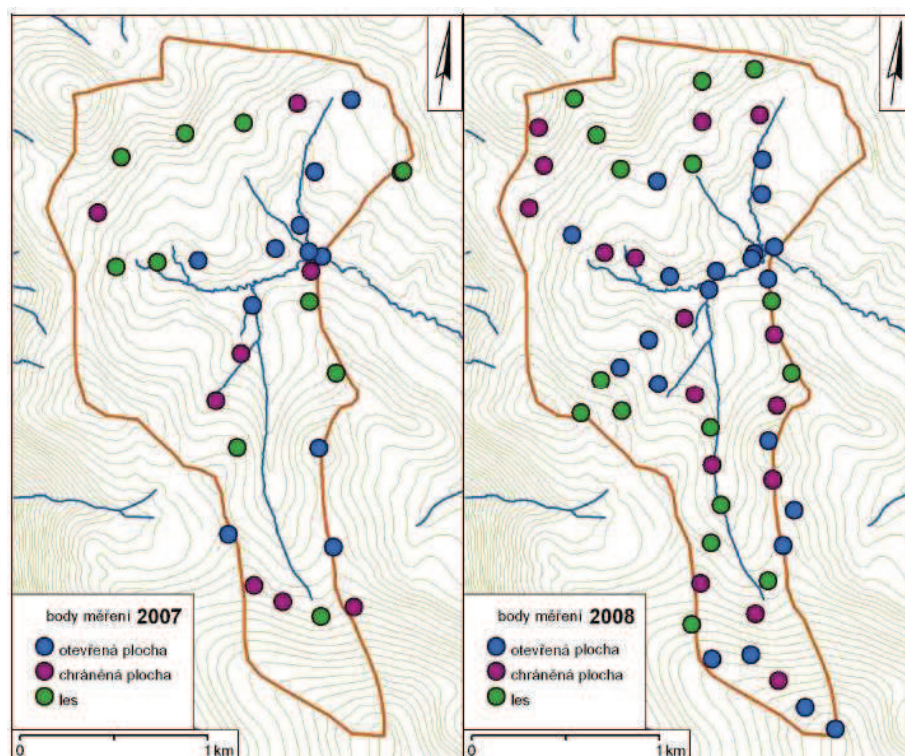 body měření 2007
otevřená plocha
chráněná plocha
les
0 1 km
body měření 2008
otevřená plocha
chráněná plocha
les
0 1 km